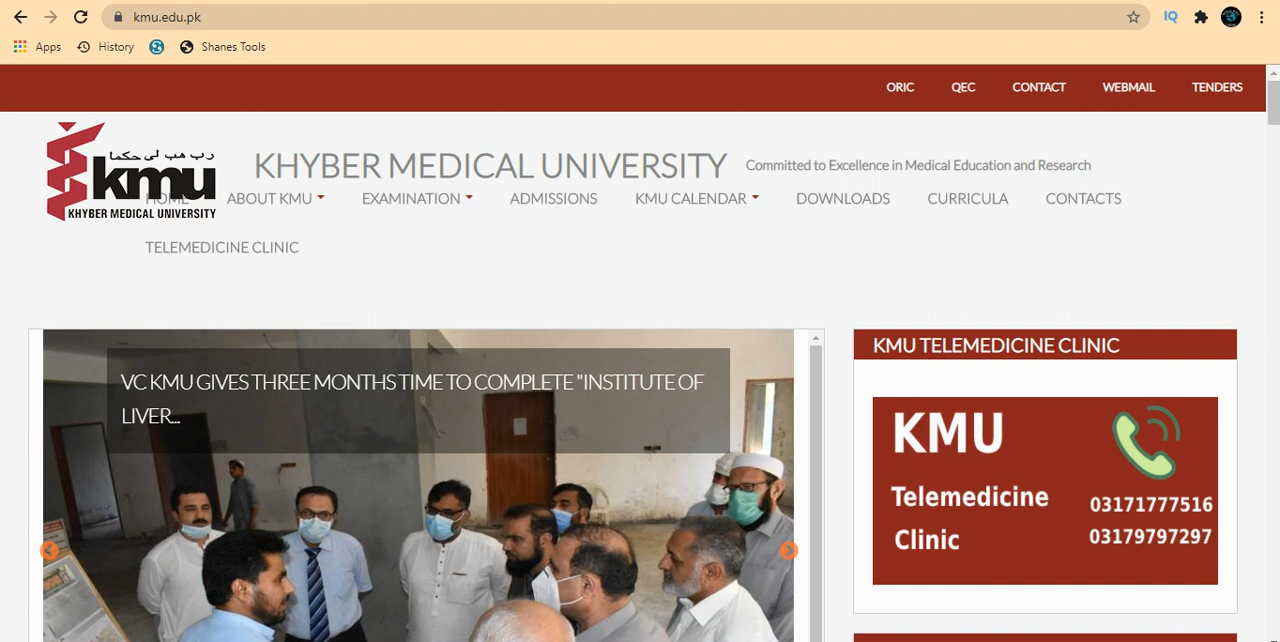 kmu.edu.pk
IQ
Apps
History
Shanes Tools
ORIC QEC CONTACT WEBMAIL TENDERS
رب هب لی حکما
kmu
KHYBER MEDICAL UNIVERSITY
KHYBER MEDICAL UNIVERSITY Committed to Excellence in Medical Education and Research
HOME ABOUT KMU EXAMINATION ADMISSIONS KMU CALENDAR DOWNLOADS CURRICULA CONTACTS
TELEMEDICINE CLINIC
VC KMU GIVES THREE MONTHS TIME TO COMPLETE "INSTITUTE OF
LIVER...
KMU TELEMEDICINE CLINIC
KMU
Telemedicine
Clinic
03171777516
03179797297